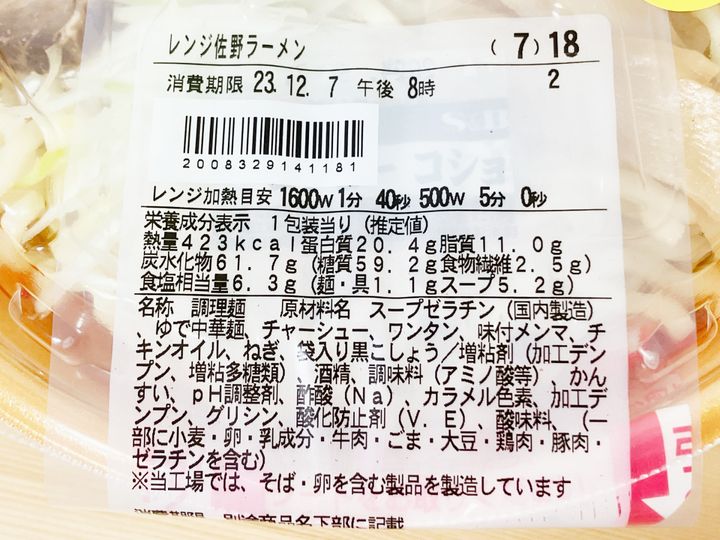 レンジ佐野ラーメン (7)18
消費期限 23.12. 7 午後 8時 2
2008329141181
レンジ加熱目安 1600W 1分 40秒 500W 5分 0秒
栄養成分表示 1包装当り(推定値)
熱量423kcal蛋白質20.4g脂質11.0g
炭水化物61.7g(糖質59.2g食物繊維2.5g)
食塩相当量6.3g(麺・具1.1gスープ5.2g)
名称 調理麺 原材料名 スープゼラチン(国内製造)
、ゆで中華麺、チャーシュー、ワンタン、味付メンマ、チ
キンオイル、ねぎ、袋入り黒こしょう/増粘剤(加工デン
プン、増粘多糖類)、酒精、調味料(アミノ酸等)、かん
すい、pH調整剤、酢酸(Na)、カラメル色素、加工デ
ンプン、グリシン、酸化防止剤(V.E)、酸味料、(一
部に小麦・卵・乳成分・牛肉・ごま・大豆・鶏肉・豚肉・
ゼラチンを含む)
※当工場では、そば・卵を含む製品を製造しています
消費期限 別途商品名下部に記載